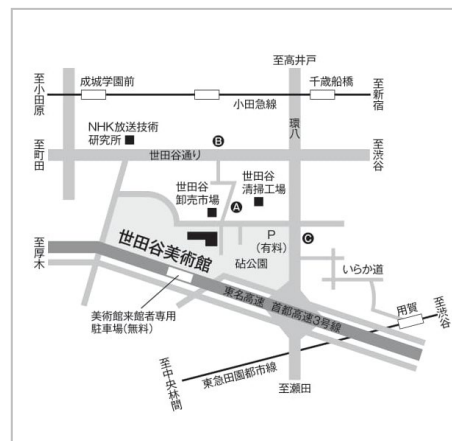 至高井戸
成城学園前
千歳船橋
至小田原
小田急線
至新宿
環八
NHK放送技術
研究所
B
至町田
世田谷通り
至渋谷
世田谷
清掃工場
世田谷
卸売市場
A
P
(有料)
C
世田谷美術館
砧公園
至厚木
いらか道
東名高速 首都高速3号線
美術館来館者専用
駐車場(無料)
用賀
至渋谷
至中央林間
東急田園都市線
至瀬田